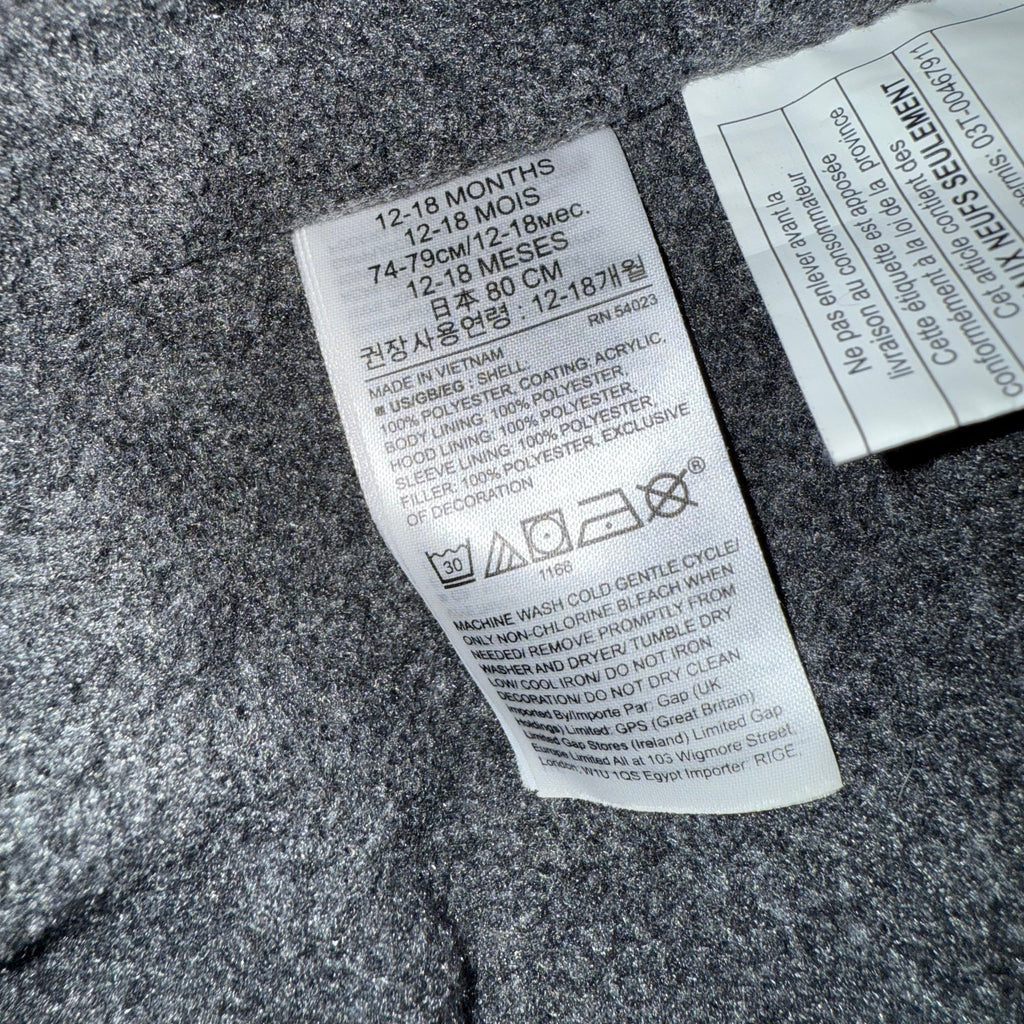 12-18 MONTHS
12-18 MOIS
74-79см/12-18мес.
12-18 MESES
日本 80 CM
권장사용연령 : 12-18개월
RN 54023
MADE IN VIETNAM
US/GB/EG : SHELL:
100% POLYESTER, COATING: ACRYLIC,
BODY LINING: 100% POLYESTER
HOOD LINING: 100% POLYESTER,
SLEEVE LINING: 100% POLYESTER,
FILLER: 100% POLYESTER. EXCLUSIVE
OF DECORATION
30
®
1166
MACHINE WASH COLD GENTLE CYCLE/
ONLY NON-CHLORINE BLEACH WHEN
NEEDED/ REMOVE PROMPTLY FROM
WASHER AND DRYER/ TUMBLE DRY
LOW/ COOL IRON/ DO NOT IRON
DECORATION/ DO NOT DRY CLEAN
Imported By/Importe Par: Gap (UK
Holdings) Limited: GPS (Great Britain)
Limited Gap Stores (Ireland) Limited Gap
Europe Limited All at 103 Wigmore Street
London, W1U 1QS Egypt Importer: RIGE
Ne pas enlever avant la
livraison au consommateur
Cette étiquette est apposée
conformément à la loi de la province
Cet article contient des
NEUFS SEULEMENT
03T-00467911